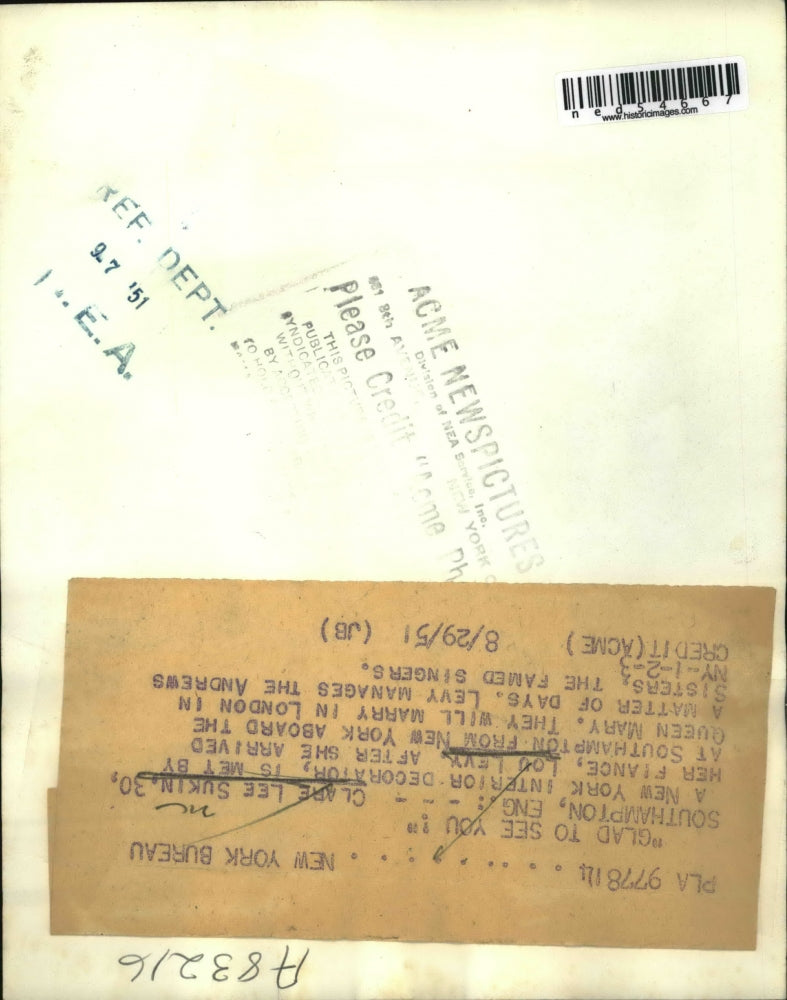 ned54667
www.historicimages.com
REF. DEPT.
9-7 '51
E.A.
ACME NEWSPICTURES
Division of NEA Service, Inc.
8th
NEW YORK
Please Credit "Acme
THIS
BY
PLA 977814 . . . . . . . . NEW YORK BUREAU
"GLAD TO SEE YOU !"
SOUTHAMPTON, ENG: - - - CLARE LEE SUKIN, 30,
A NEW YORK INTERIOR DECORATOR, IS MET BY
HER FIANCE, LOU LEVY AFTER SHE ARRIVED
AT SOUTHAMPTON FROM NEW YORK ABOARD THE
QUEEN MARY. THEY WILL MARRY IN LONDON IN
A MATTER OF DAYS. LEVY MANAGES THE ANDREWS
SISTERS, THE FAMED SINGERS.
NY-1-2-3
CREDIT (ACME) 8/29/51 (JB)
A83216